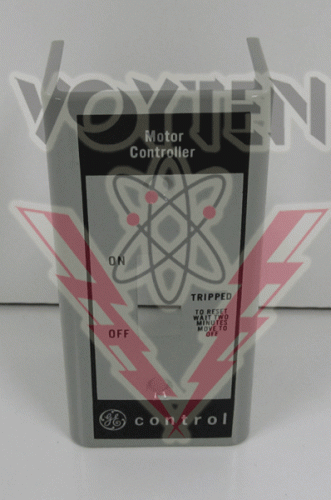 VOYTEN
Motor
Controller
ON
TRIPPED
TO RESET
WAIT TWO
MINUTES
MOVE TO
OFF
OFF
GE control